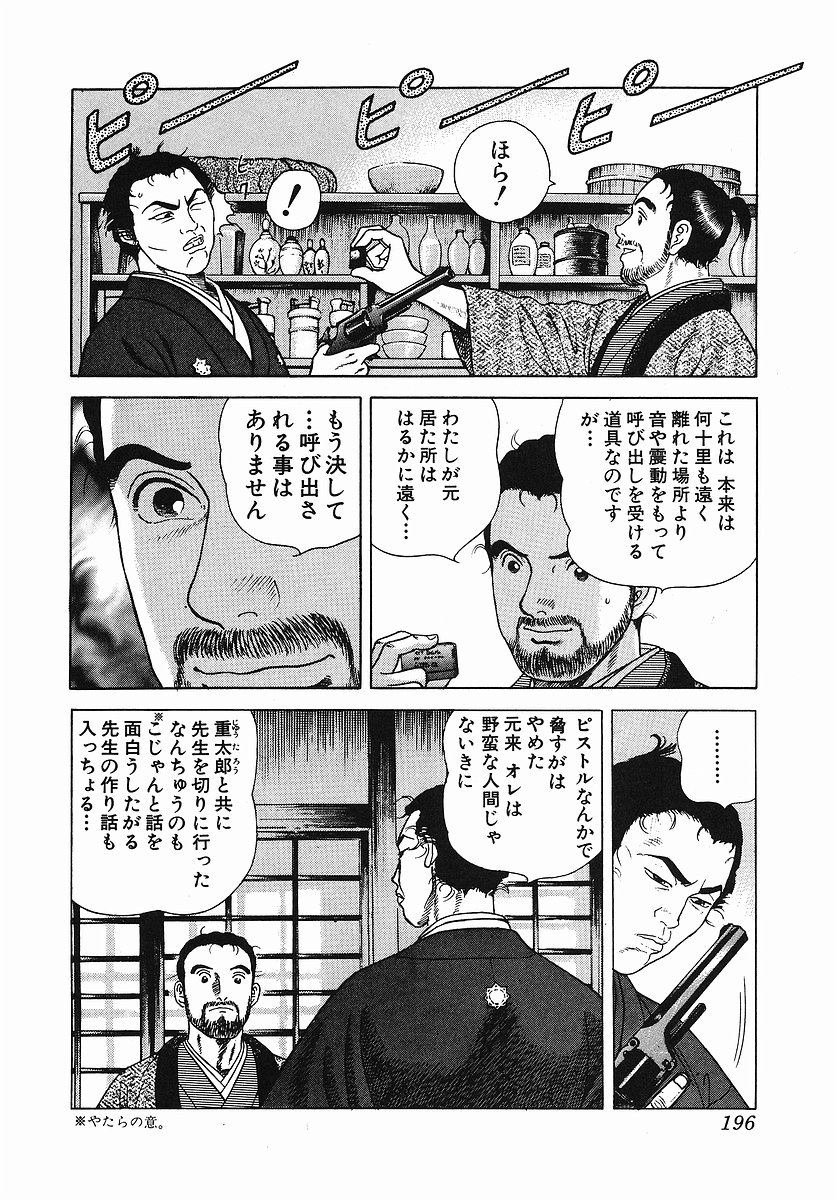 ピーピーピー
ほら！
！
ピク
これは 本来は
何十里も遠く
離れた場所より
音や震動をもって
呼び出しを受ける
道具なのです
が…
わたしが元
居た所は
はるかに遠く…
もう決して
…呼び出さ
れる事は
ありません
………
ピストルなんかで
脅すがは
やめた
元来 オレは
野蛮な人間じゃ
ないきに
重太郎と共に
じゅうたろう
先生を切りに行った
なんちゅうのも
※こじゃんと話を
面白うしたがる
先生の作り話も
入っちょる…
※やたらの意。
196